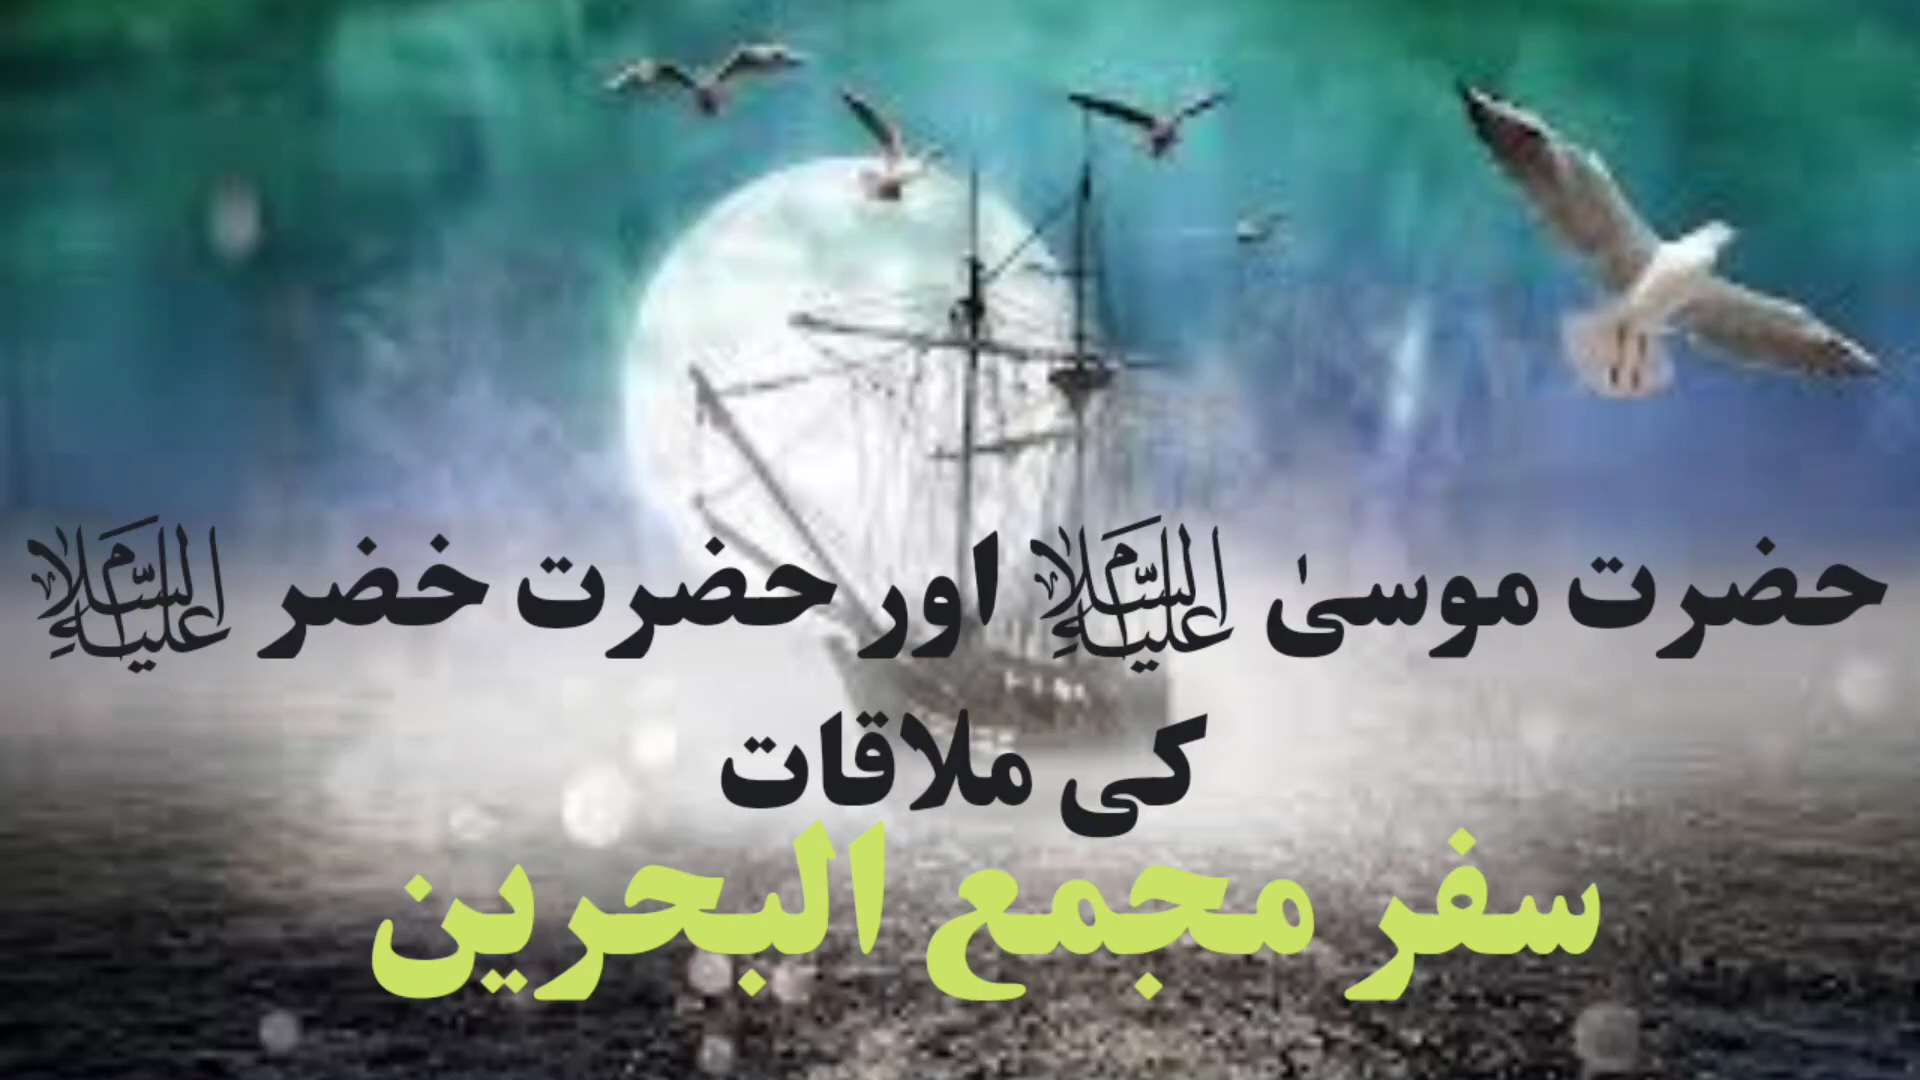 حضرت موسیٰ علیہ السلام اور حضرت خضر علیہ السلام
کی ملاقات
سفر مجمع البحرین